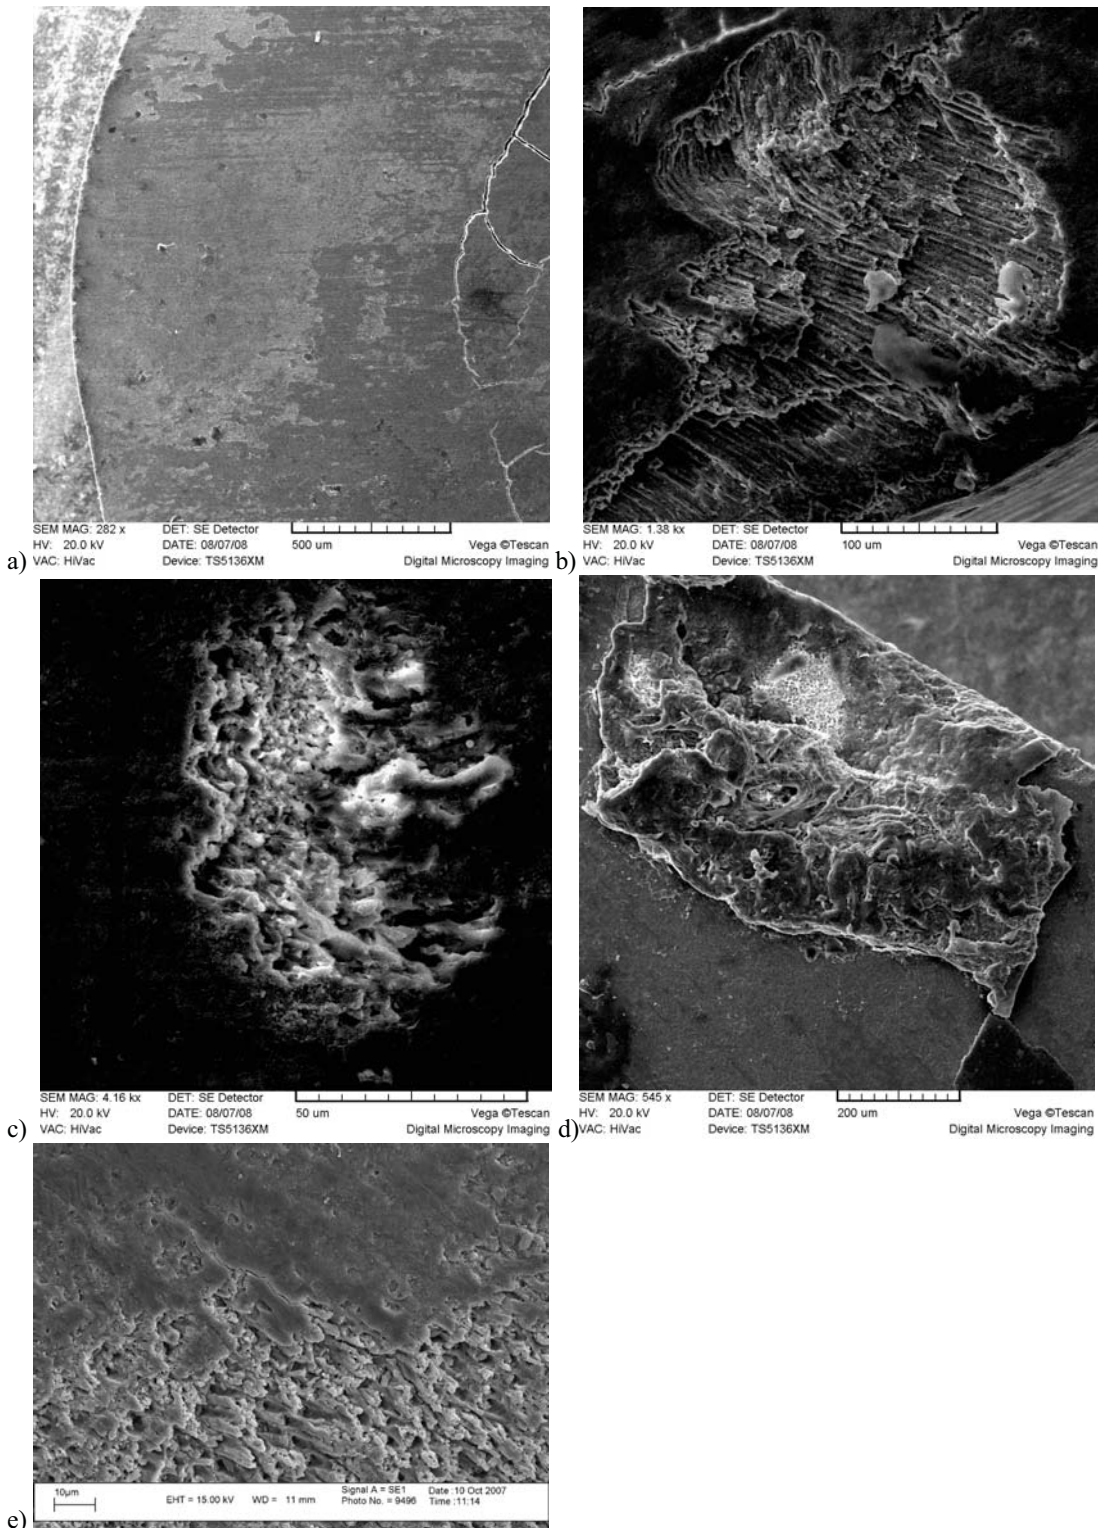 SEM MAG: 282 x DET: SE Detector
HV: 20.0 kV DATE: 08/07/08 500 um Vega ©Tescan
VAC: HiVac Device: TS5136XM Digital Microscopy Imaging
a)
SEM MAG: 1.38 kx DET: SE Detector
HV: 20.0 kV DATE: 08/07/08 100 um Vega ©Tescan
VAC: HiVac Device: TS5136XM Digital Microscopy Imaging
b)
SEM MAG: 4.16 kx DET: SE Detector
HV: 20.0 kV DATE: 08/07/08 50 um Vega ©Tescan
VAC: HiVac Device: TS5136XM Digital Microscopy Imaging
c)
SEM MAG: 545 x DET: SE Detector
HV: 20.0 kV DATE: 08/07/08 200 um Vega ©Tescan
VAC: HiVac Device: TS5136XM Digital Microscopy Imaging
d)
10µm EHT = 15.00 kV WD = 11 mm Signal A = SE1 Date :10 Oct 2007
Photo No. = 9496 Time :11:14
e)